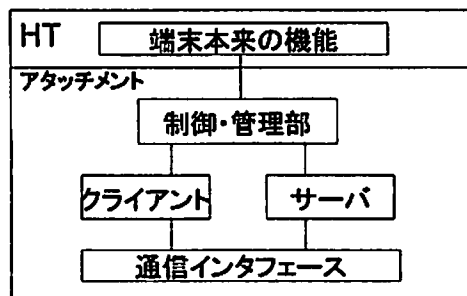 HT
端末本来の機能
アタッチメント
制御・管理部
クライアント
サーバ
通信インタフェース